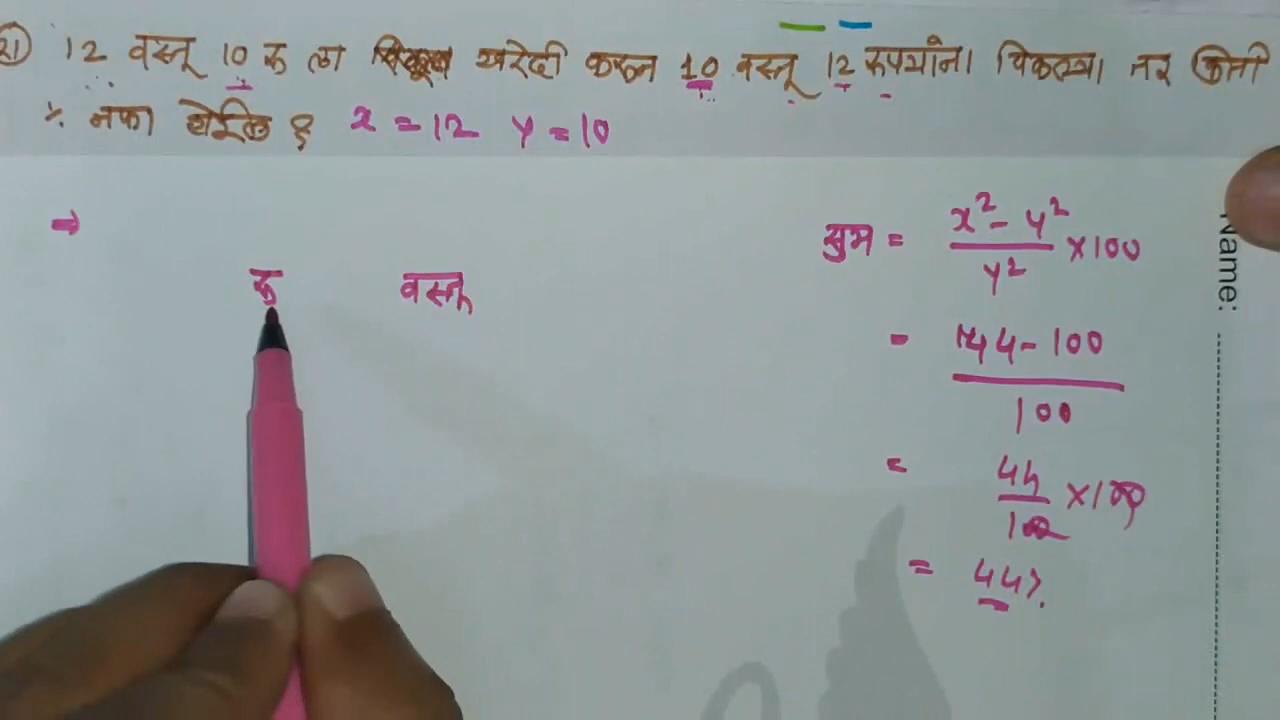 21) 12 वस्तू 10 रू ला खरेदी करून 10 वस्तू 12 रूपयांना विकल्या तर किती
% नफा होईल ? x = 12 y = 10
→
रू वस्तू
सुत्र = x² - y² / y² × 100
= 144 - 100 / 100
= 44 / 100 × 100
= 44%
Name: